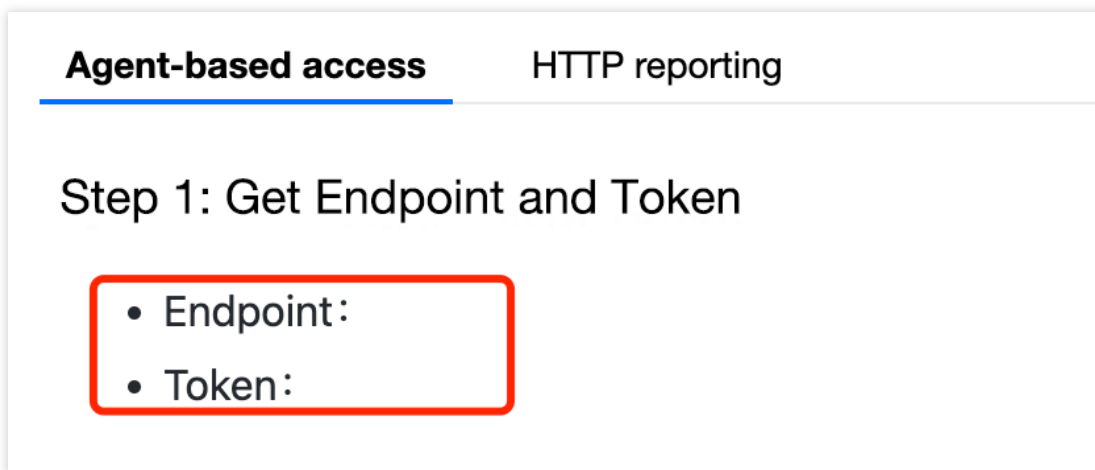 Agent-based access HTTP reporting
Step 1: Get Endpoint and Token
• Endpoint：
• Token：